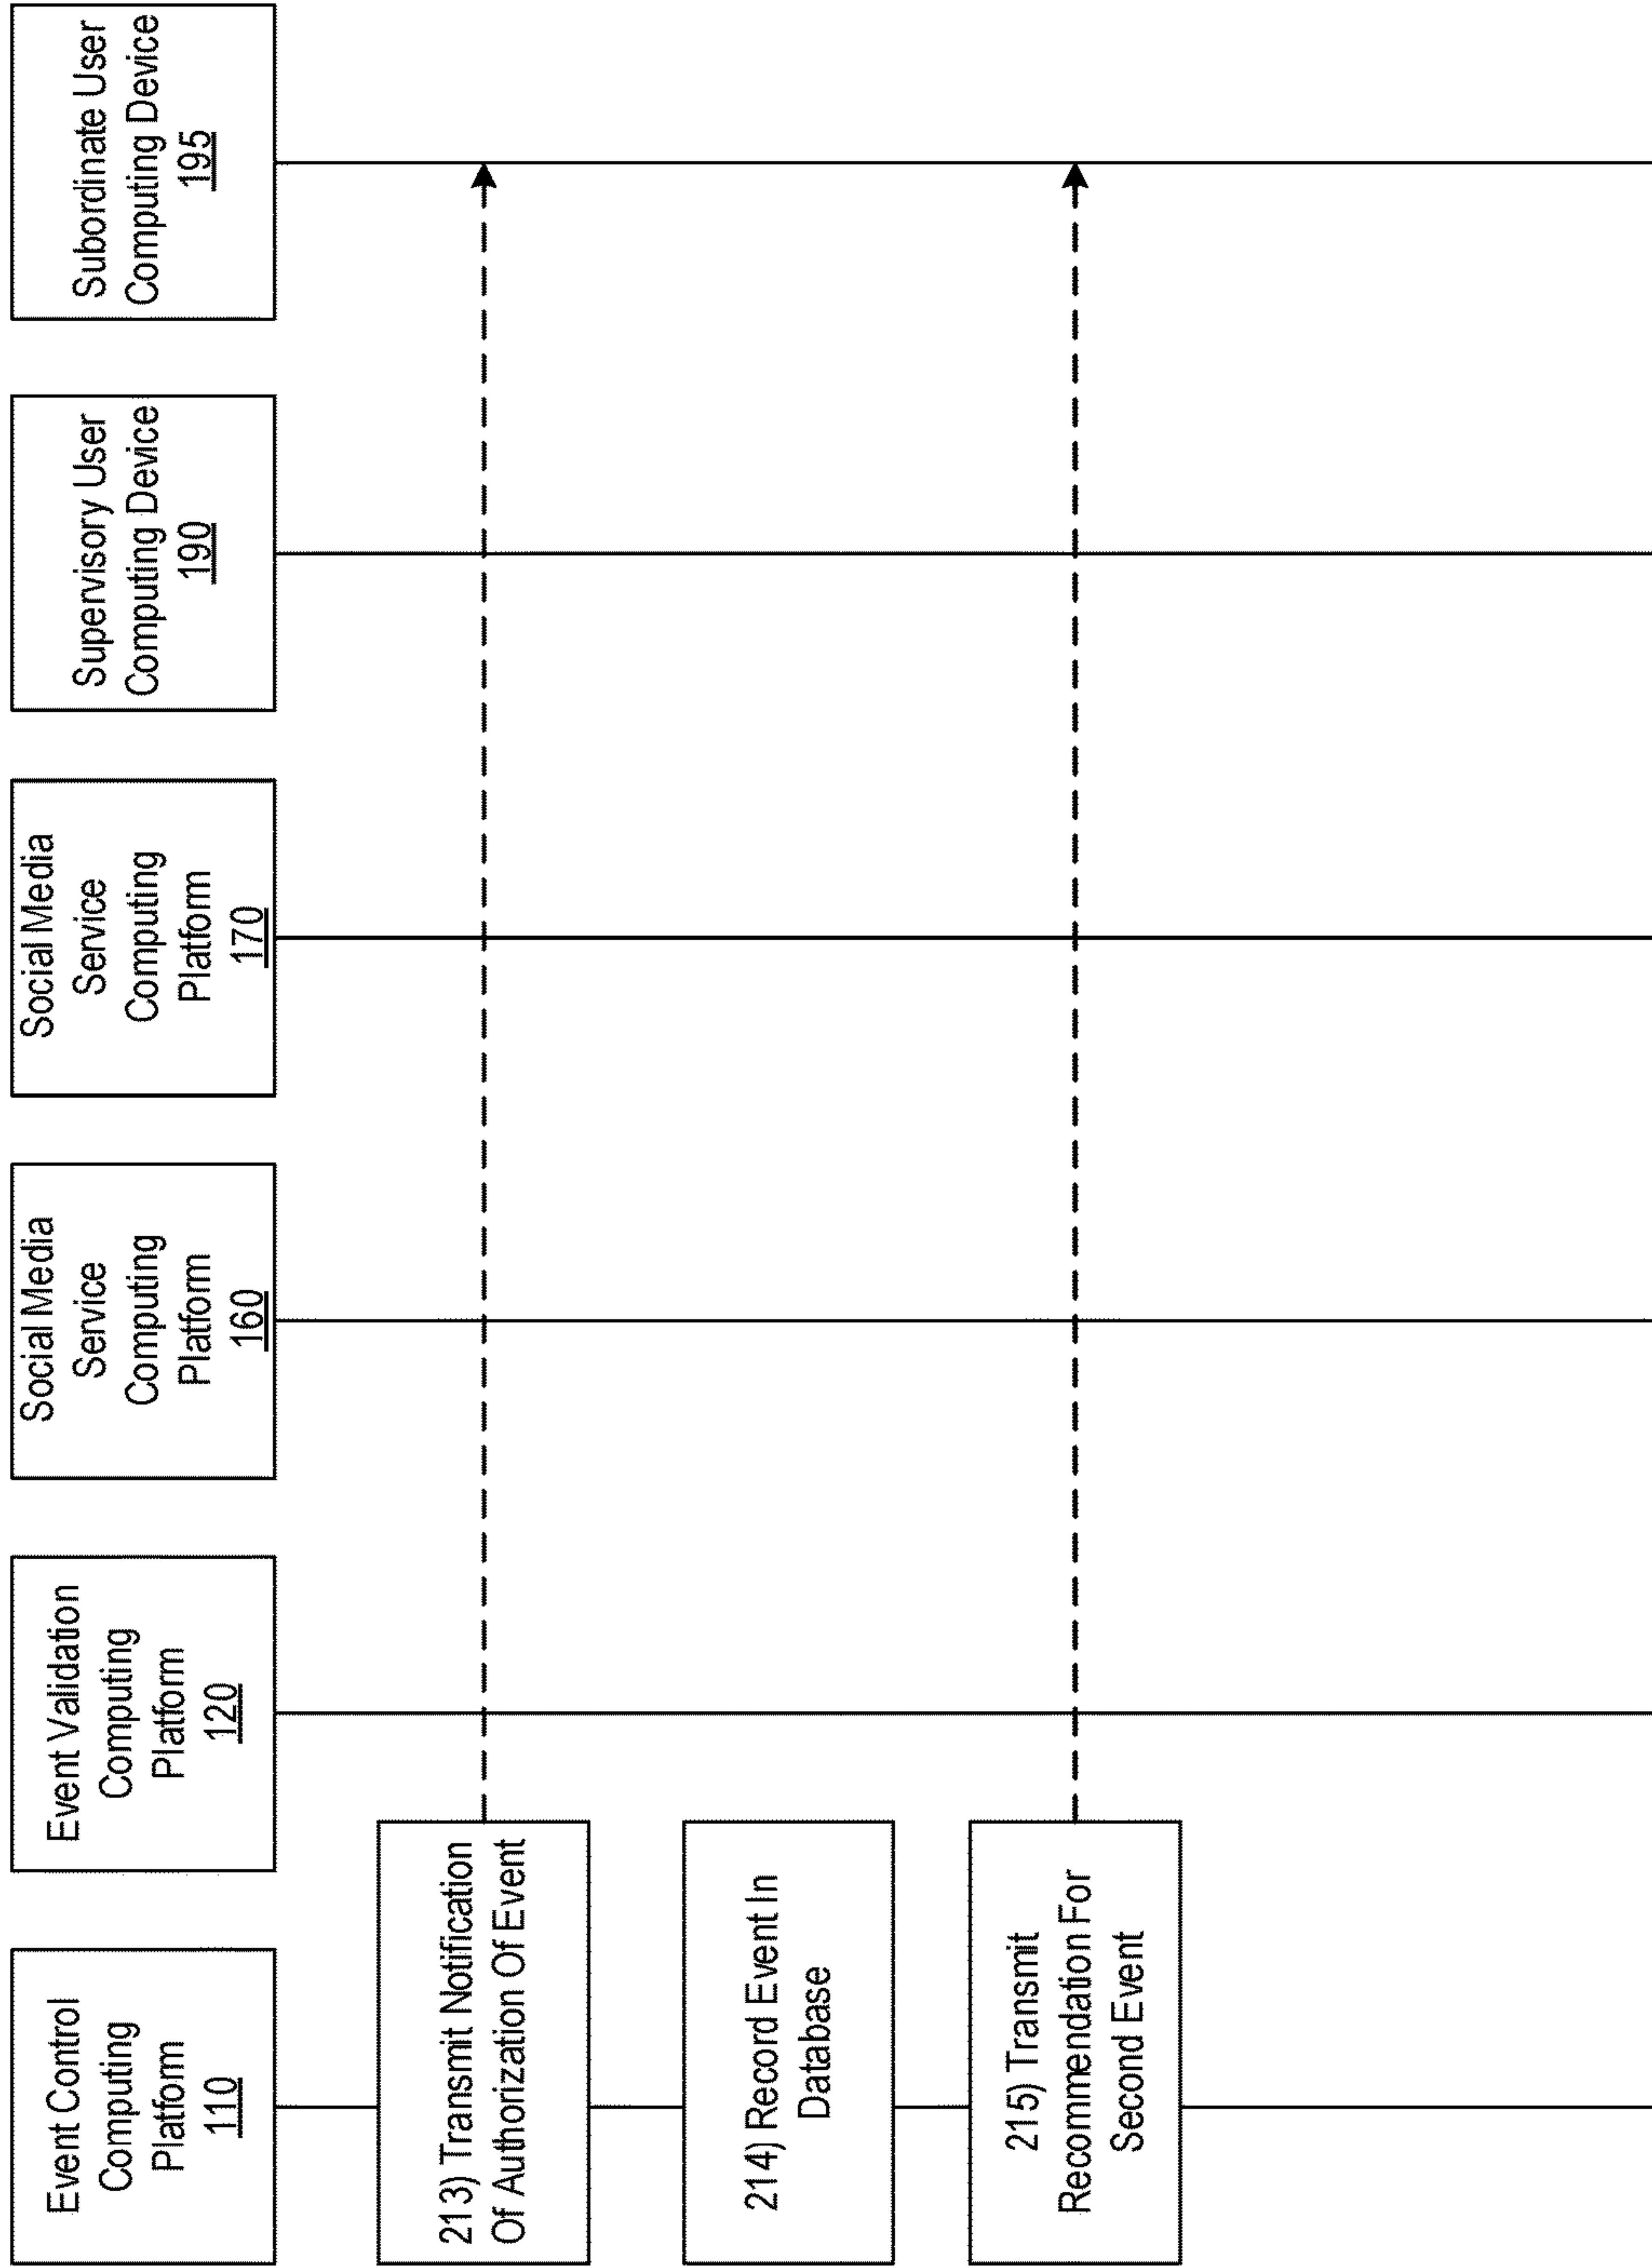 Event Control
Computing
Platform
110
Event Validation
Computing
Platform
120
Social Media
Service
Computing
Platform
160
Social Media
Service
Computing
Platform
170
Supervisory User
Computing Device
190
Subordinate User
Computing Device
195
213) Transmit Notification
Of Authorization Of Event
214) Record Event In
Database
215) Transmit
Recommendation For
Second Event